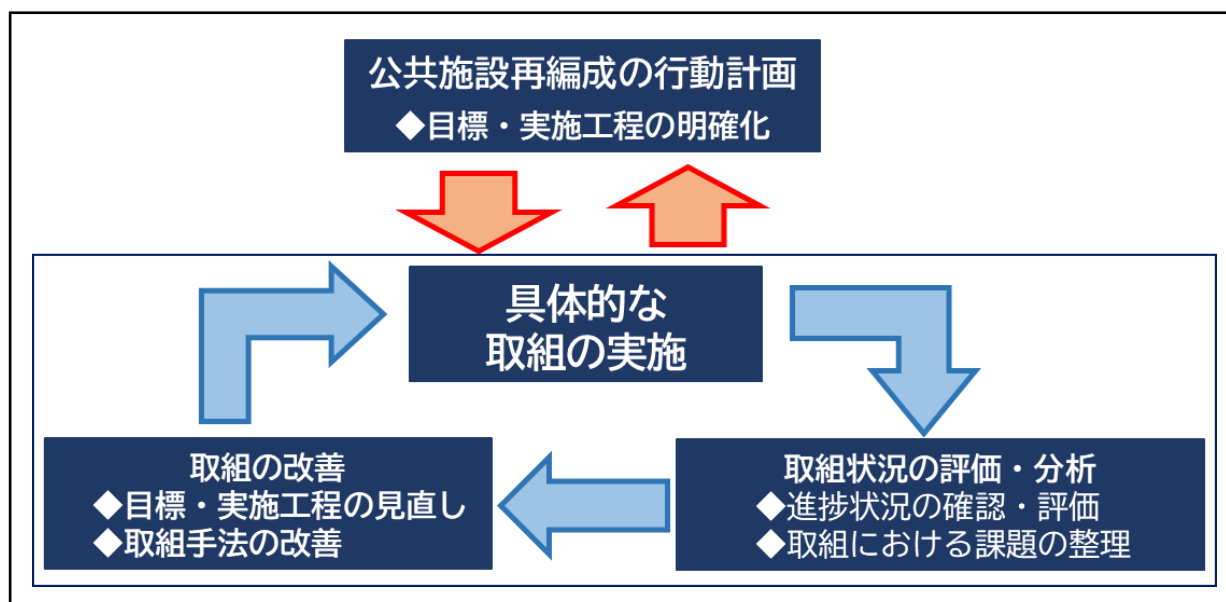 公共施設再編成の行動計画
◆目標・実施工程の明確化
具体的な
取組の実施
取組の改善
◆目標・実施工程の見直し
◆取組手法の改善
取組状況の評価・分析
◆進捗状況の確認・評価
◆取組における課題の整理